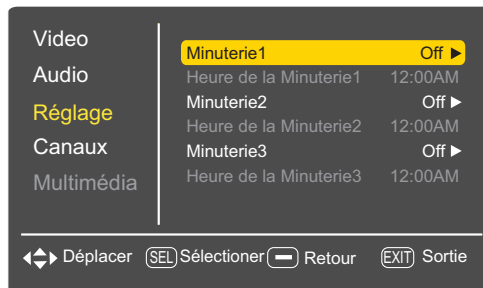 Video
Audio
Réglage
Canaux
Multimédia
Minuterie1 Off
Heure de la Minuterie1 12:00AM
Minuterie2 Off
Heure de la Minuterie2 12:00AM
Minuterie3 Off
Heure de la Minuterie3 12:00AM
Déplacer SEL Sélectioner Retour EXIT Sortie